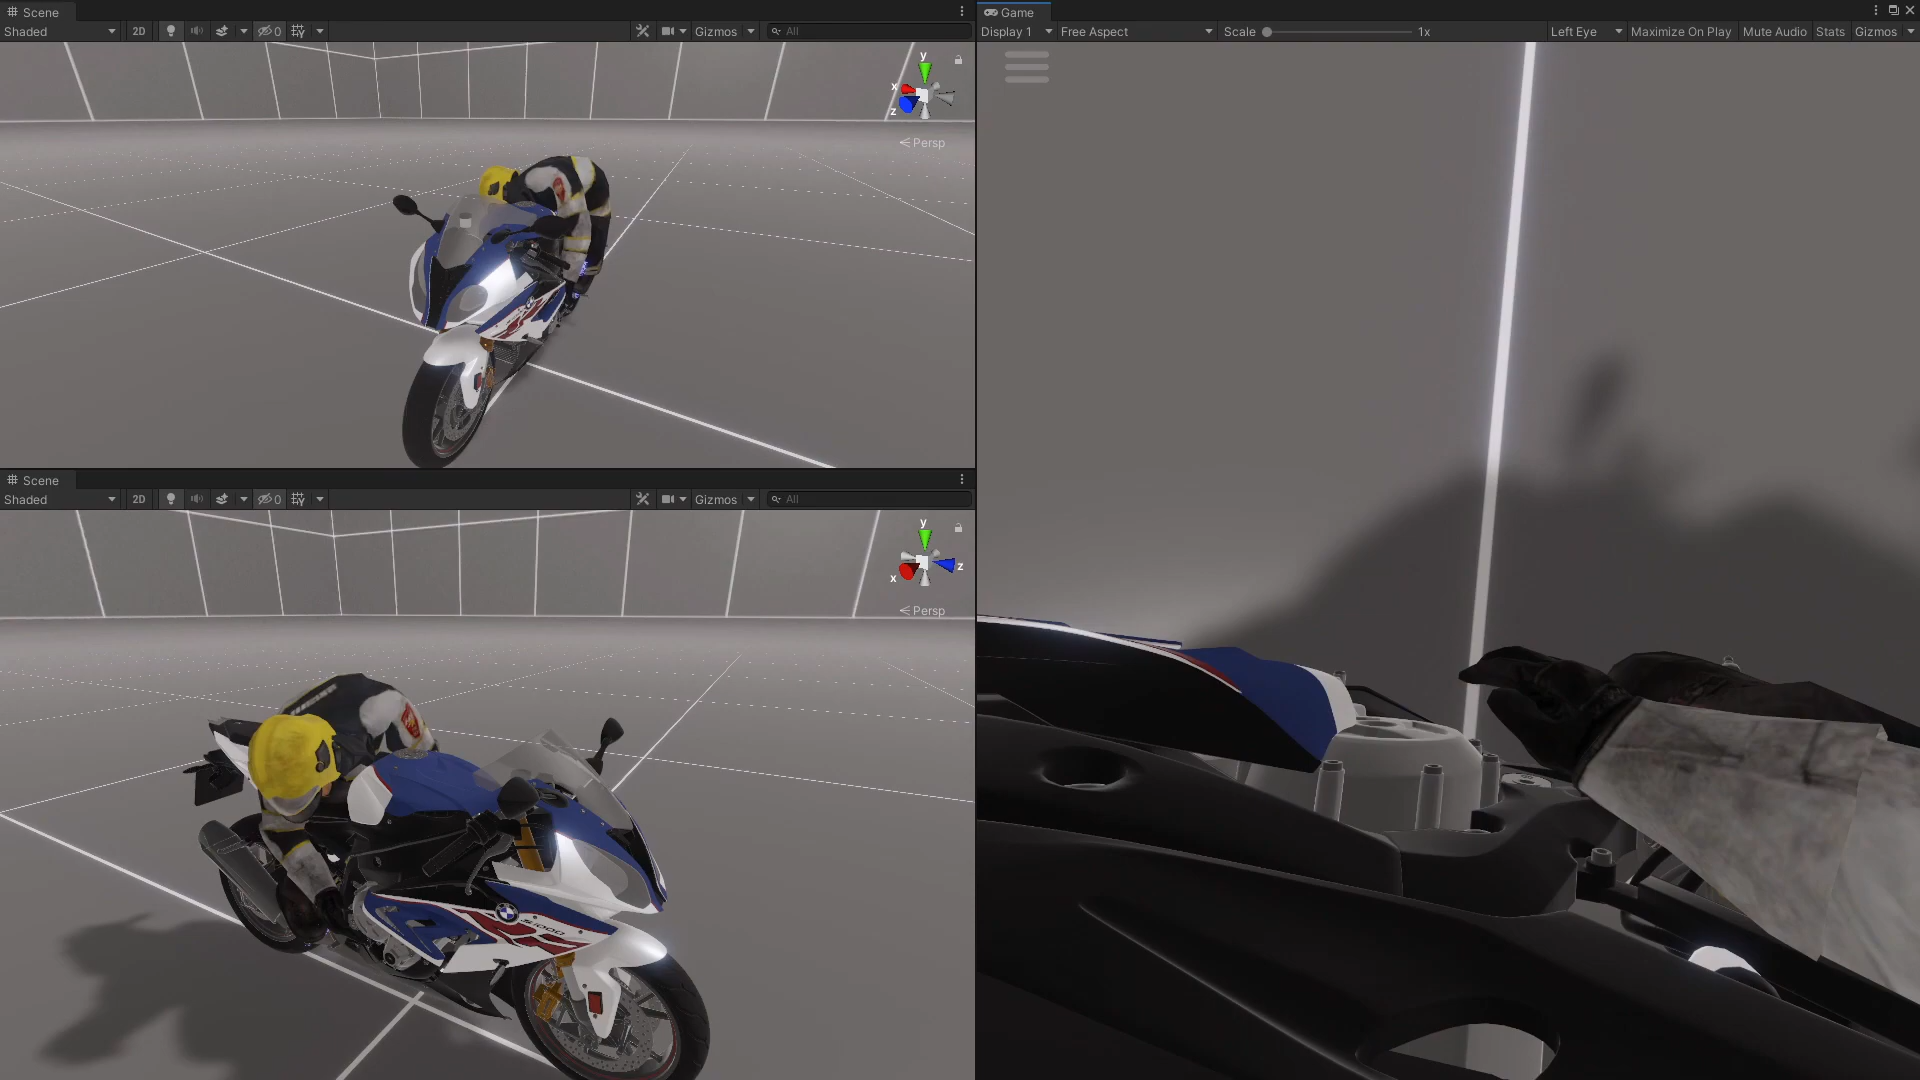 Scene
Shaded
2D
0
Gizmos
All
y
x
z
Persp
Scene
Shaded
2D
0
Gizmos
All
y
x
z
Persp
S1000
Game
Display 1
Free Aspect
Scale
1x
Left Eye
Maximize On Play
Mute Audio
Stats
Gizmos